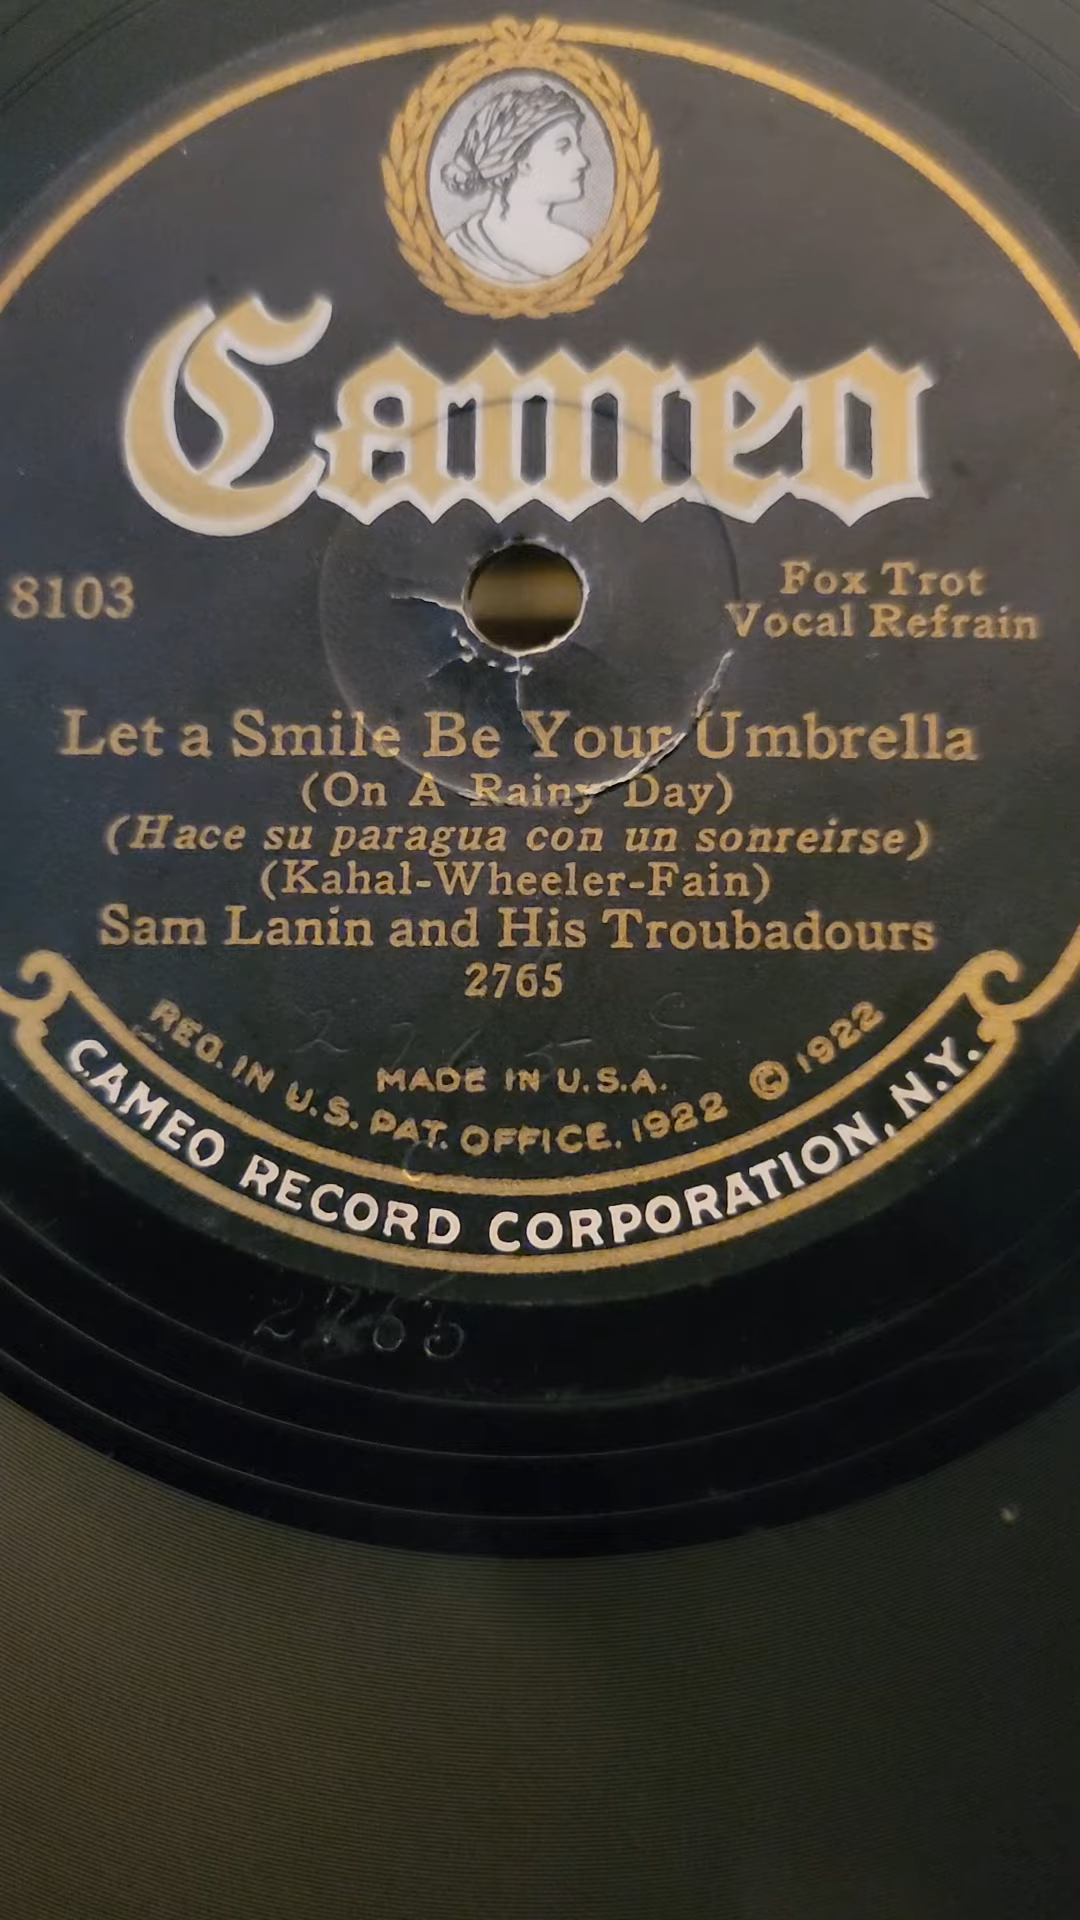 Cameo
8103
Fox Trot
Vocal Refrain
Let a Smile Be Your Umbrella
(On A Rainy Day)
(Hace su paragua con un sonreirse)
(Kahal-Wheeler-Fain)
Sam Lanin and His Troubadours
2765
MADE IN U.S.A.
REG. IN U.S. PAT. OFFICE, 1922 © 1922
CAMEO RECORD CORPORATION, N.Y.
2765